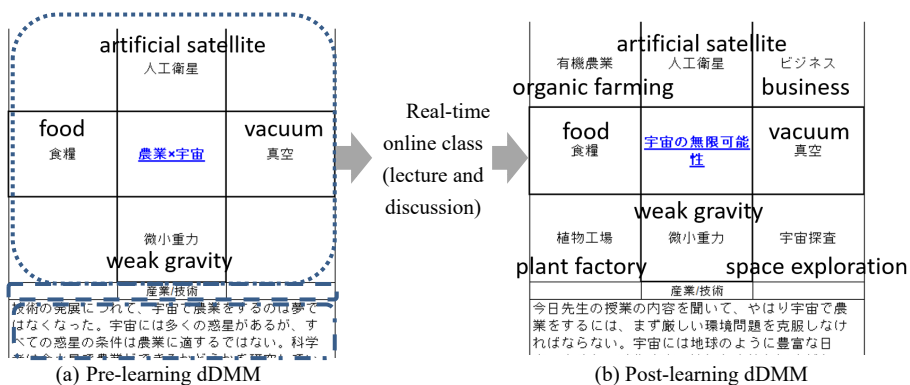 artificial satellite
人工衛星
food
食糧
農業×宇宙
vacuum
真空
微小重力
weak gravity
産業/技術
技術の発展につれて、宇宙で農業をするのは夢で
はなくなった。宇宙には多くの惑星があるが、す
べての惑星の条件は農業に適するではない。科学
(a) Pre-learning dDMM
Real-time
online class
(lecture and
discussion)
artificial satellite
有機農業
人工衛星
ビジネス
organic farming
business
food
食糧
宇宙の無限可能
性
vacuum
真空
weak gravity
植物工場
微小重力
宇宙探査
plant factory
space exploration
産業/技術
今日先生の授業の内容を聞いて、やはり宇宙で農
業をするには、まず厳しい環境問題を克服しなけ
ればならない。宇宙には地球のように豊富な日
(b) Post-learning dDMM